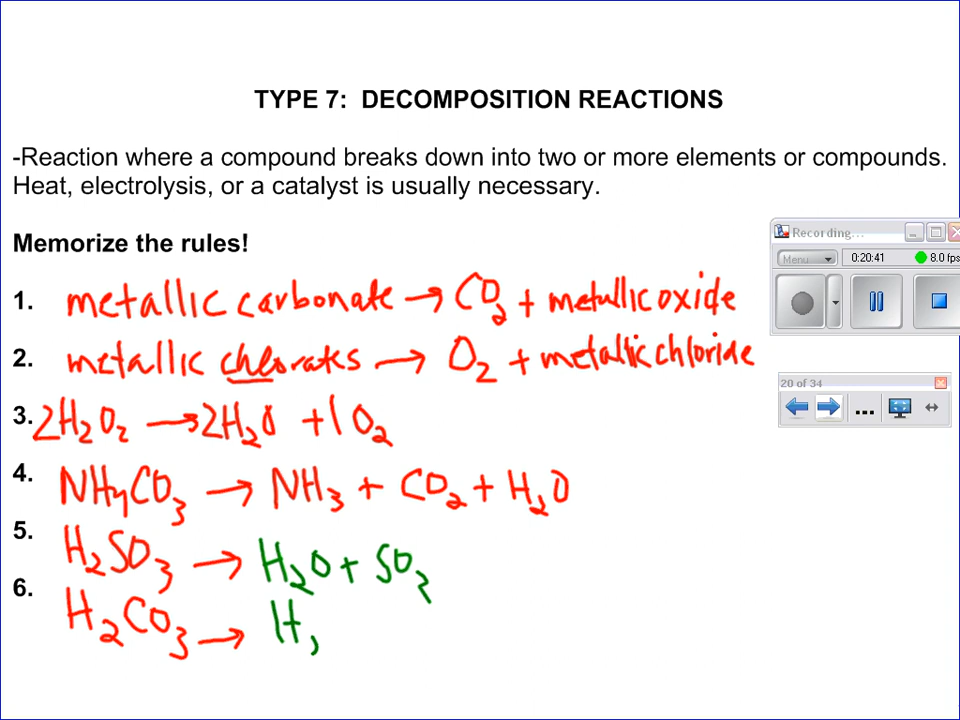 TYPE 7: DECOMPOSITION REACTIONS
-Reaction where a compound breaks down into two or more elements or compounds.
Heat, electrolysis, or a catalyst is usually necessary.
Memorize the rules!
Recording...
Menu 0:20:41 8.0 fps
1. metallic carbonate → CO₂ + metallic oxide
2. metallic chlorates → O₂ + metallic chloride
20 of 34
...
3. 2H₂O₂ → 2H₂O + 1O₂
4. NH₄CO₃ → NH₃ + CO₂ + H₂O
5. H₂SO₃ → H₂O + SO₂
6. H₂CO₃ → H